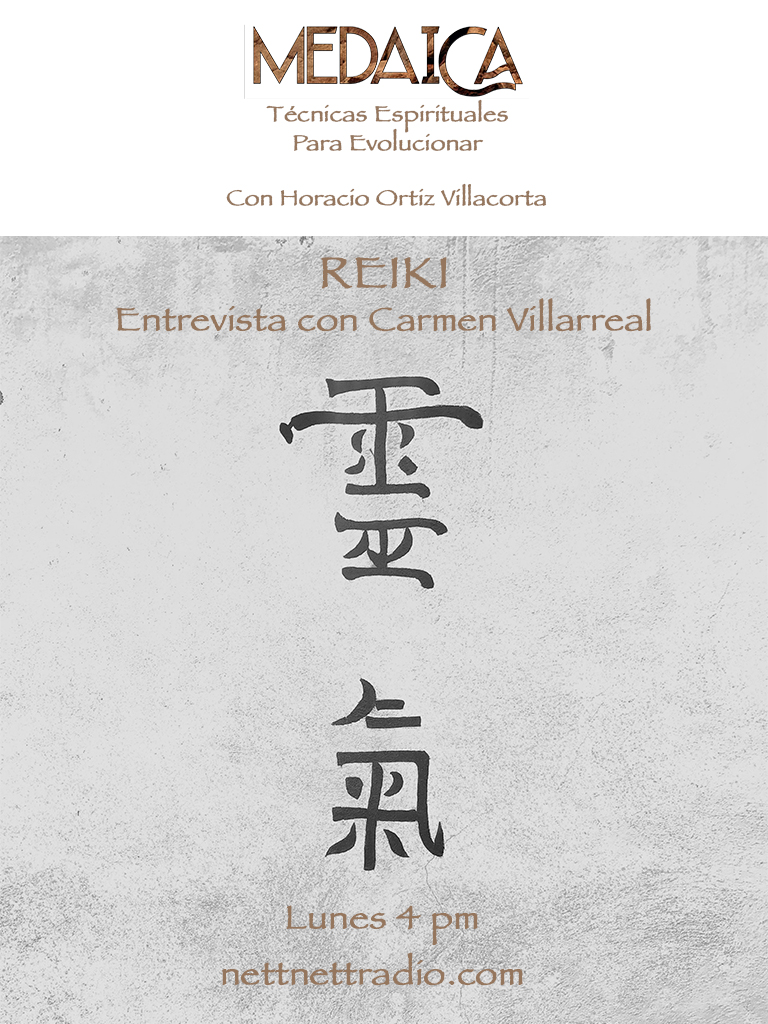 MEDAICA
Técnicas Espirituales
Para Evolucionar
Con Horacio Ortiz Villacorta
REIKI
Entrevista con Carmen Villarreal
靈
氣
Lunes 4 pm
nettnettradio.com